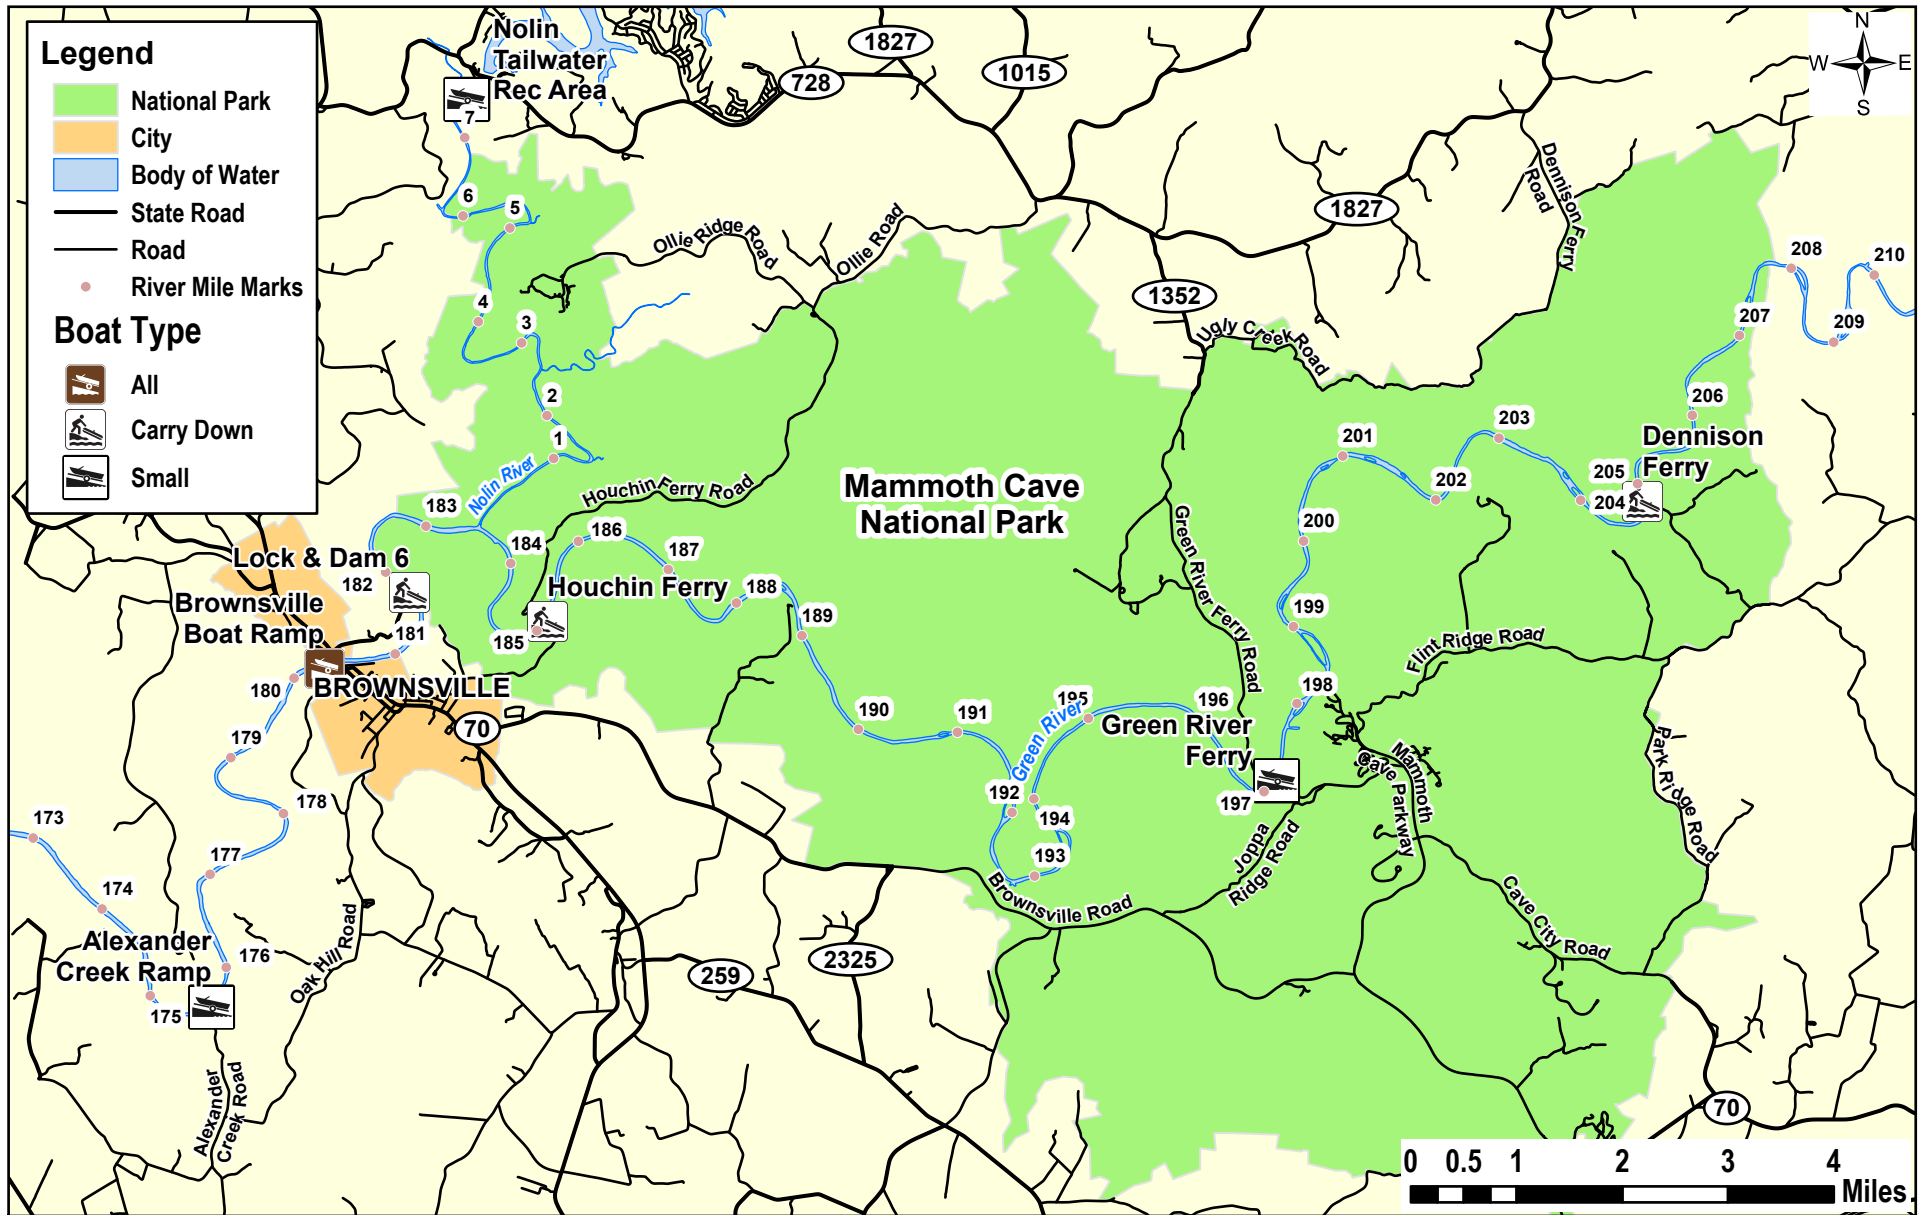 Legend
National Park
City
Body of Water
State Road
Road
River Mile Marks
Boat Type
All
Carry Down
Small
Nolin
Tailwater
Rec Area
7
6
5
4
3
2
1
728
1827
1015
1827
1352
N
W
E
S
Dennison Ferry
Road
Ollie Ridge Road
Ollie Road
Ugly Creek Road
Houchin Ferry Road
Nolin River
Mammoth Cave
National Park
Green River Ferry Road
Dennison
Ferry
210
209
208
207
206
205
204
203
202
201
200
199
198
197
196
195
194
193
192
191
190
189
188
187
186
185
184
183
182
181
180
179
178
177
176
175
174
173
Lock & Dam 6
Houchin Ferry
Brownsville
Boat Ramp
BROWNSVILLE
70
Green River
Green River
Ferry
Flint Ridge Road
Park Ridge Road
Mammoth
Cave Parkway
Joppa
Ridge Road
Brownsville Road
Cave City Road
Alexander
Creek Ramp
Oak Hill Road
Alexander
Creek Road
259
2325
70
0 0.5 1 2 3 4
Miles